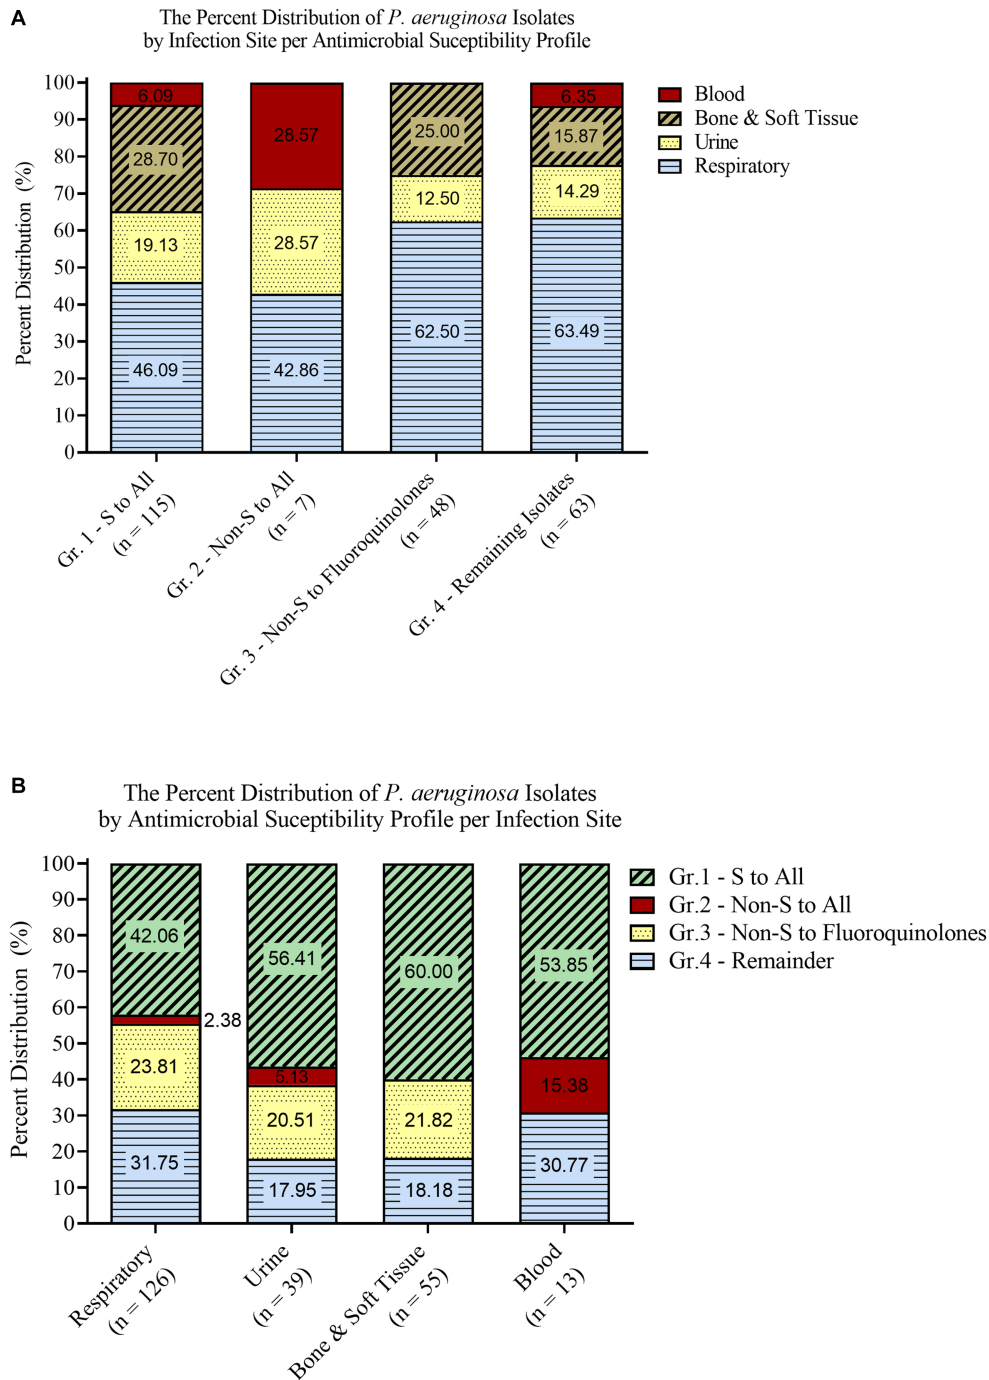 A
The Percent Distribution of P. aeruginosa Isolates
by Infection Site per Antimicrobial Suceptibility Profile
Percent Distribution (%)
100
90
80
70
60
50
40
30
20
10
0
6.09
28.70
19.13
46.09
28.57
28.57
42.86
25.00
12.50
62.50
6.35
15.87
14.29
63.49
Blood
Bone & Soft Tissue
Urine
Respiratory
Gr. 1 - S to All
(n = 115)
Gr. 2 - Non-S to All
(n = 7)
Gr. 3 - Non-S to Fluoroquinolones
(n = 48)
Gr. 4 - Remaining Isolates
(n = 63)
B
The Percent Distribution of P. aeruginosa Isolates
by Antimicrobial Suceptibility Profile per Infection Site
Percent Distribution (%)
100
90
80
70
60
50
40
30
20
10
0
42.06
2.38
23.81
31.75
56.41
5.13
20.51
17.95
60.00
21.82
18.18
53.85
15.38
30.77
Gr.1 - S to All
Gr.2 - Non-S to All
Gr.3 - Non-S to Fluoroquinolones
Gr.4 - Remainder
Respiratory
(n = 126)
Urine
(n = 39)
Bone & Soft Tissue
(n = 55)
Blood
(n = 13)